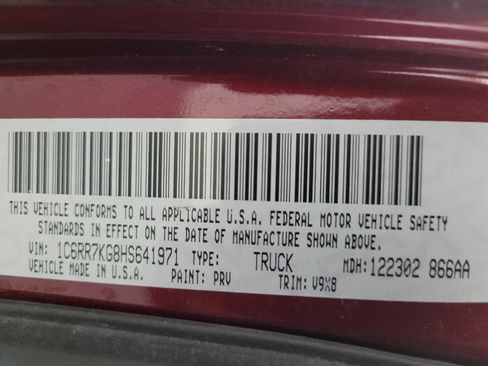 THIS VEHICLE CONFORMS TO ALL APPLICABLE U.S.A. FEDERAL MOTOR VEHICLE SAFETY
STANDARDS IN EFFECT ON THE DATE OF MANUFACTURE SHOWN ABOVE.
VIN: 1C6RR7KG8HS641971 TYPE: TRUCK MDH: 122302 866AA
VEHICLE MADE IN U.S.A. PAINT: PRV TRIM: V9X8